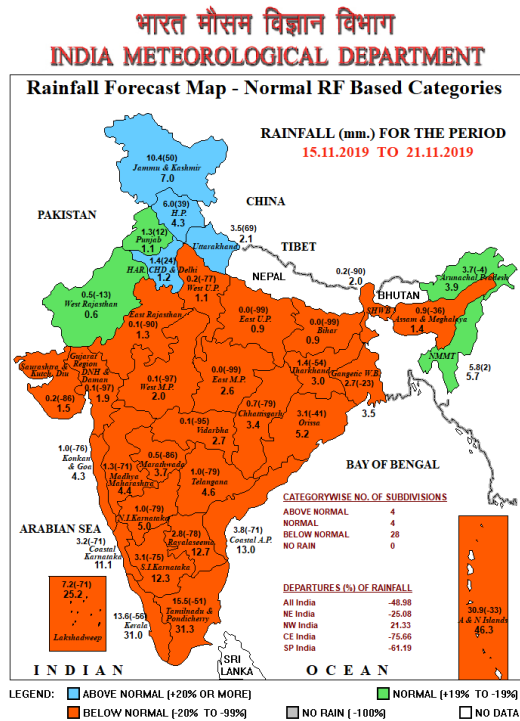 भारत मौसम विज्ञान विभाग
INDIA METEOROLOGICAL DEPARTMENT
Rainfall Forecast Map - Normal RF Based Categories
RAINFALL (mm.) FOR THE PERIOD
15.11.2019 TO 21.11.2019
10.4(50)
Jammu & Kashmir
7.0
CHINA
6.0(39)
H.P.
4.3
PAKISTAN
1.3(12)
Punjab
1.1
3.5(69)
Uttarakhand
2.1
TIBET
1.4(24)
HAR. CHD & Delhi
1.2
NEPAL
0.2(-77)
West U.P.
1.1
0.2(-90)
2.0
BHUTAN
3.7(-4)
Arunachal Pradesh
3.9
0.5(-13)
West Rajasthan
0.6
East Rajasthan
0.1(-90)
1.3
0.0(-99)
East U.P.
0.9
0.0(-99)
Bihar
0.9
SHWB
0.9(-36)
Assam & Meghalaya
1.4
NMMT
5.8(2)
5.7
Saurashtra &
Kutch, Diu
0.2(-86)
1.5
Gujarat
Region
DNH &
Daman
0.1(-97)
1.9
0.1(-97)
West M.P.
2.0
0.0(-99)
East M.P.
2.6
1.4(-54)
Jharkhand
3.0
Gangetic W.B.
2.7(-23)
3.5
0.7(-79)
Chhattisgarh
3.4
3.1(-41)
Orissa
5.2
0.1(-95)
Vidarbha
2.7
1.0(-76)
Konkan
& Goa
4.3
1.3(-71)
Madhya
Maharashtra
4.4
0.5(-86)
Marathwada
3.7
1.0(-79)
Telangana
4.6
BAY OF BENGAL
ARABIAN SEA
1.0(-79)
N.I.Karnataka
5.0
2.8(-78)
Rayalaseema
12.7
3.8(-71)
Coastal A.P.
13.0
3.2(-71)
Coastal
Karnataka
11.1
3.1(-75)
S.I.Karnataka
12.3
CATEGORYWISE NO. OF SUBDIVISIONS
ABOVE NORMAL 4
NORMAL 4
BELOW NORMAL 28
NO RAIN 0
7.2(-71)
25.2
Lakshadweep
13.6(-56)
Kerala
31.0
15.5(-51)
Tamilnadu &
Pondicherry
31.3
DEPARTURES (%) OF RAINFALL
All India -48.98
NE India -25.08
NW India 21.33
CE India -75.66
SP India -61.19
30.9(-33)
A & N Islands
46.3
SRI
LANKA
INDIAN OCEAN
LEGEND: ABOVE NORMAL (+20% OR MORE) NORMAL (+19% TO -19%)
BELOW NORMAL (-20% TO -99%) NO RAIN (-100%) NO DATA